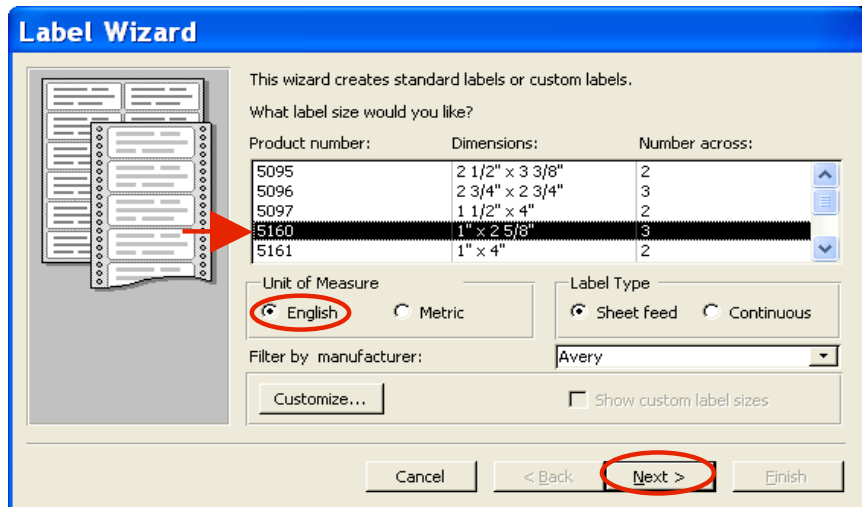 Label Wizard
This wizard creates standard labels or custom labels.
What label size would you like?
Product number: Dimensions: Number across:
5095 2 1/2" x 3 3/8" 2
5096 2 3/4" x 2 3/4" 3
5097 1 1/2" x 4" 2
5160 1" x 2 5/8" 3
5161 1" x 4" 2
Unit of Measure Label Type
English Metric Sheet feed Continuous
Filter by manufacturer: Avery
Customize... Show custom label sizes
Cancel < Back Next > Finish